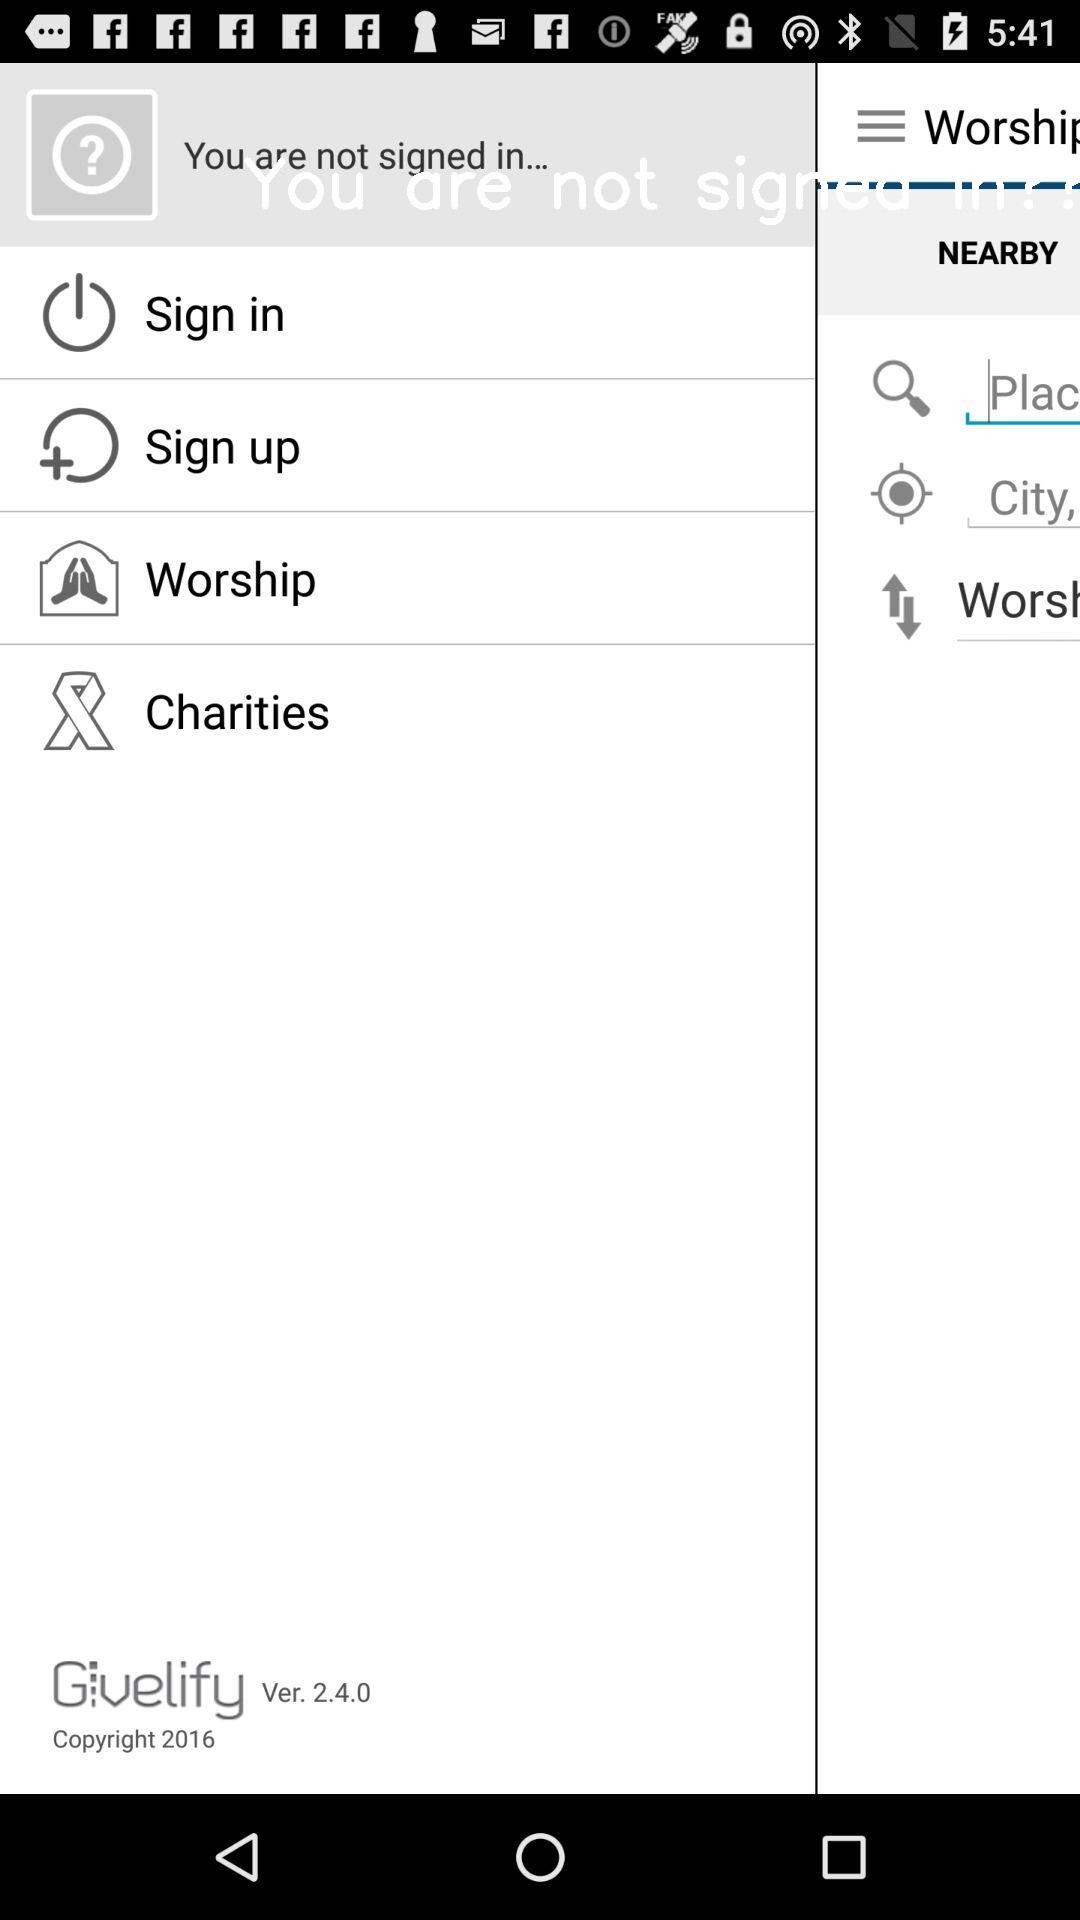 FAKE
5:41
You are not signed in...
You are not signed in??
Worship
NEARBY
Sign in
Plac
Sign up
City,
Worship
Worsh
Charities
Givelify Ver. 2.4.0
Copyright 2016